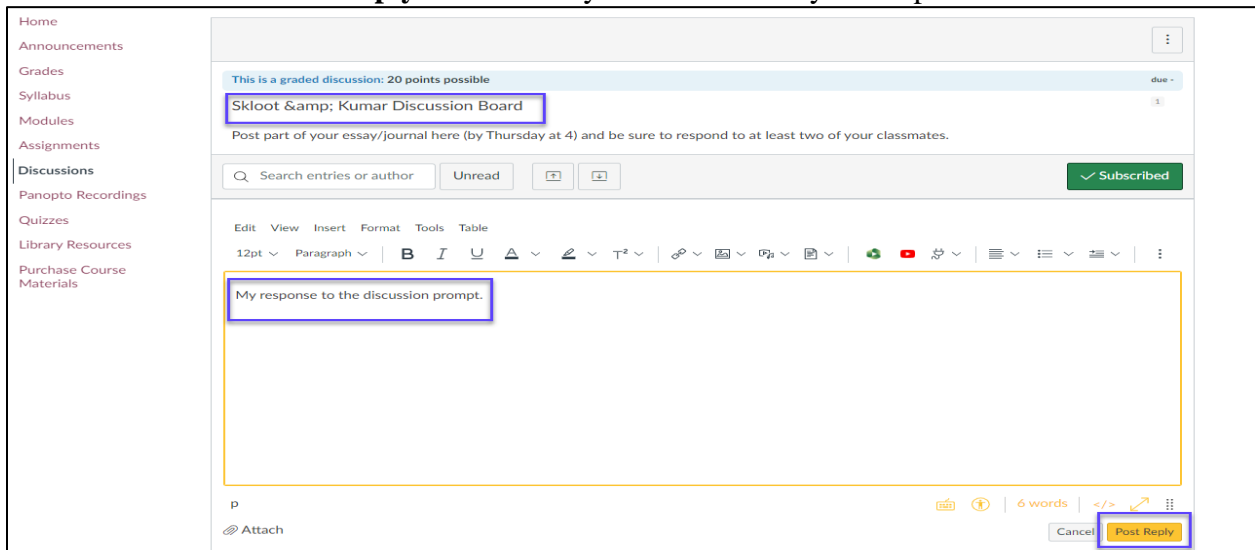 Home
Announcements
Grades
Syllabus
Modules
Assignments
Discussions
Panopto Recordings
Quizzes
Library Resources
Purchase Course
Materials
This is a graded discussion: 20 points possible
due -
Skloot &amp; Kumar Discussion Board
1
Post part of your essay/journal here (by Thursday at 4) and be sure to respond to at least two of your classmates.
Search entries or author
Unread
Subscribed
Edit View Insert Format Tools Table
12pt Paragraph B I U A T²
My response to the discussion prompt.
p
6 words </>
Attach
Cancel
Post Reply